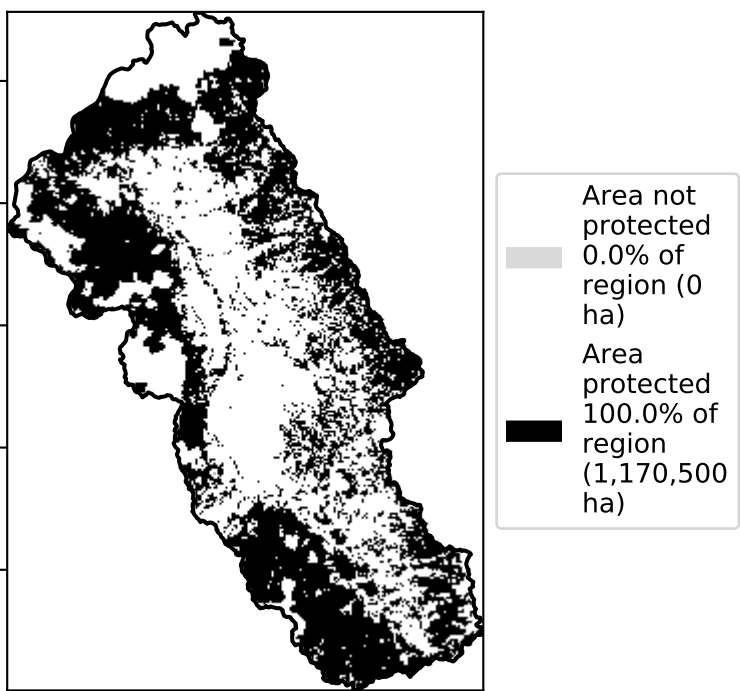 Area not
protected
0.0% of
region (0
ha)
Area
protected
100.0% of
region
(1,170,500
ha)